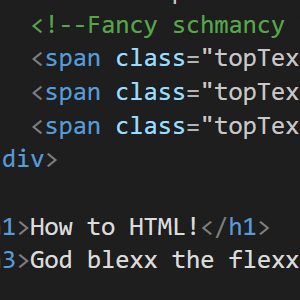 <!--Fancy schmancy
<span class="topTex
<span class="topTex
<span class="topTex
div>
1>How to HTML!</h1>
3>God blexx the flexx